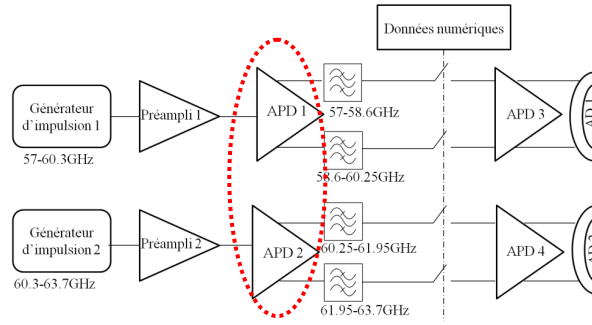 Données numériques
Générateur
d'impulsion 1
57-60.3GHz
Prépampli 1
APD 1
57-58.6GHz
58.6-60.25GHz
APD 3
Générateur
d'impulsion 2
60.3-63.7GHz
Préampli 2
APD 2
60.25-61.95GHz
61.95-63.7GHz
APD 4